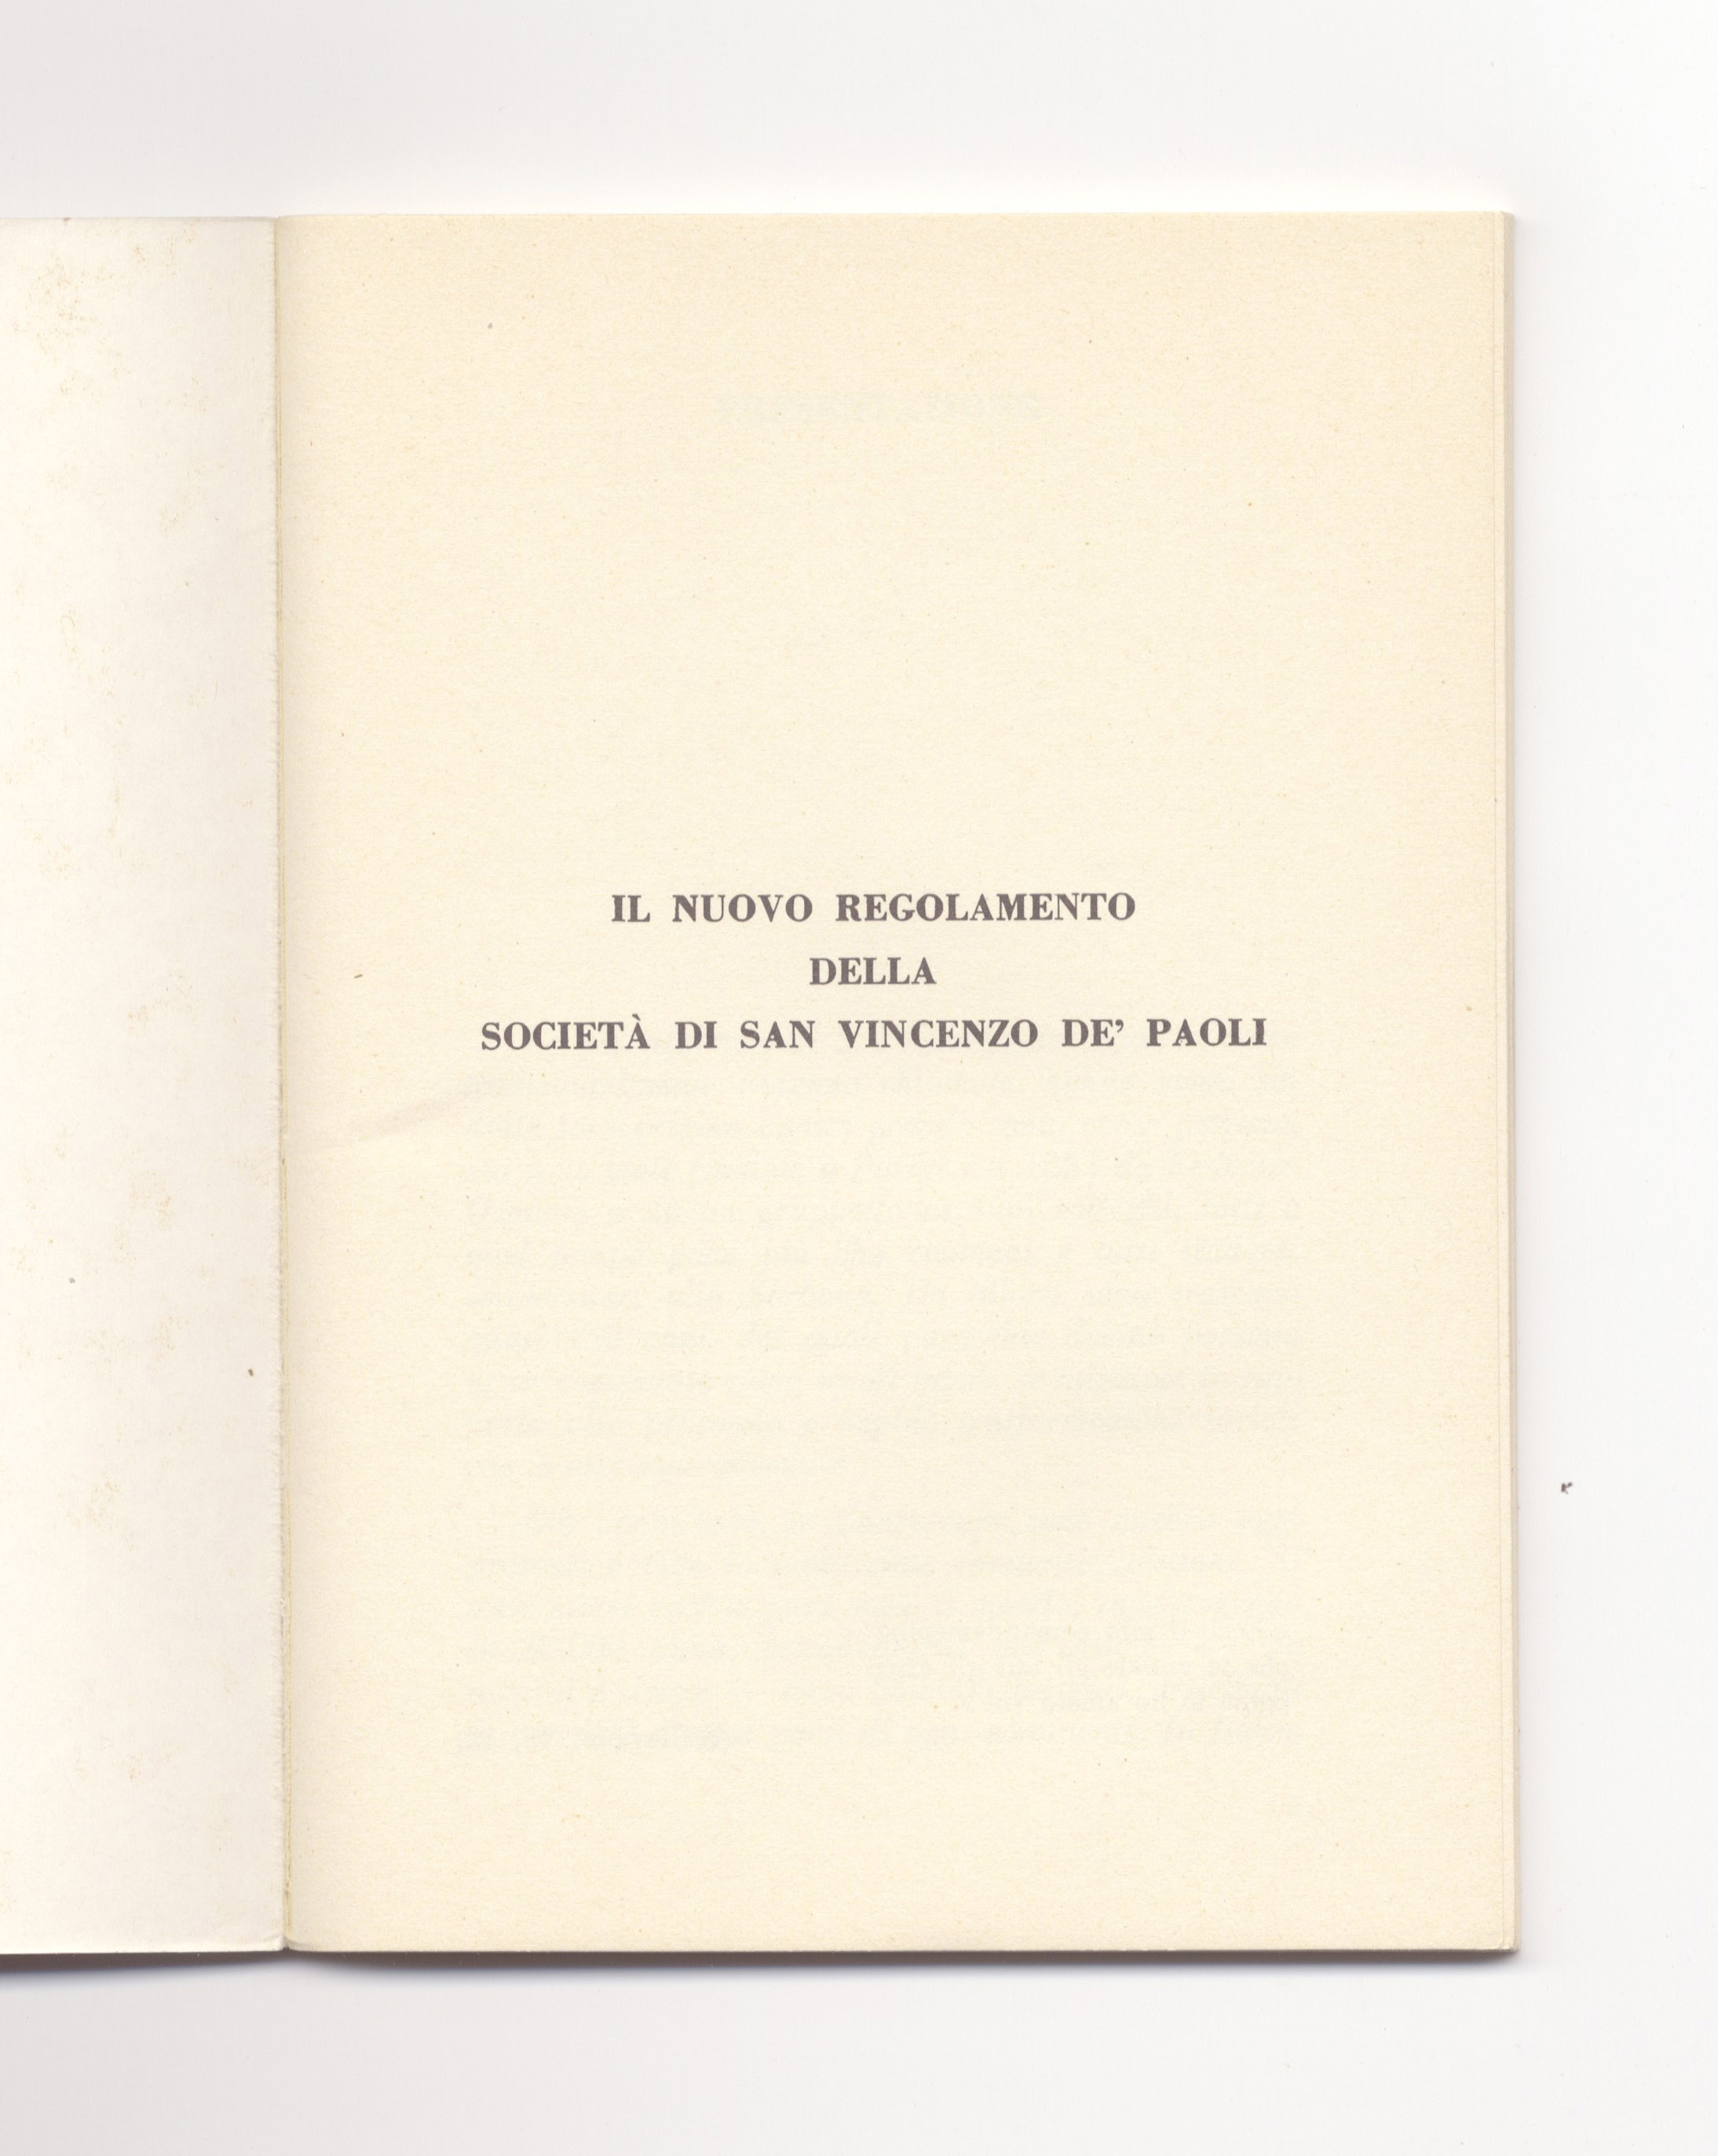 IL NUOVO REGOLAMENTO
DELLA
SOCIETÀ DI SAN VINCENZO DE’ PAOLI